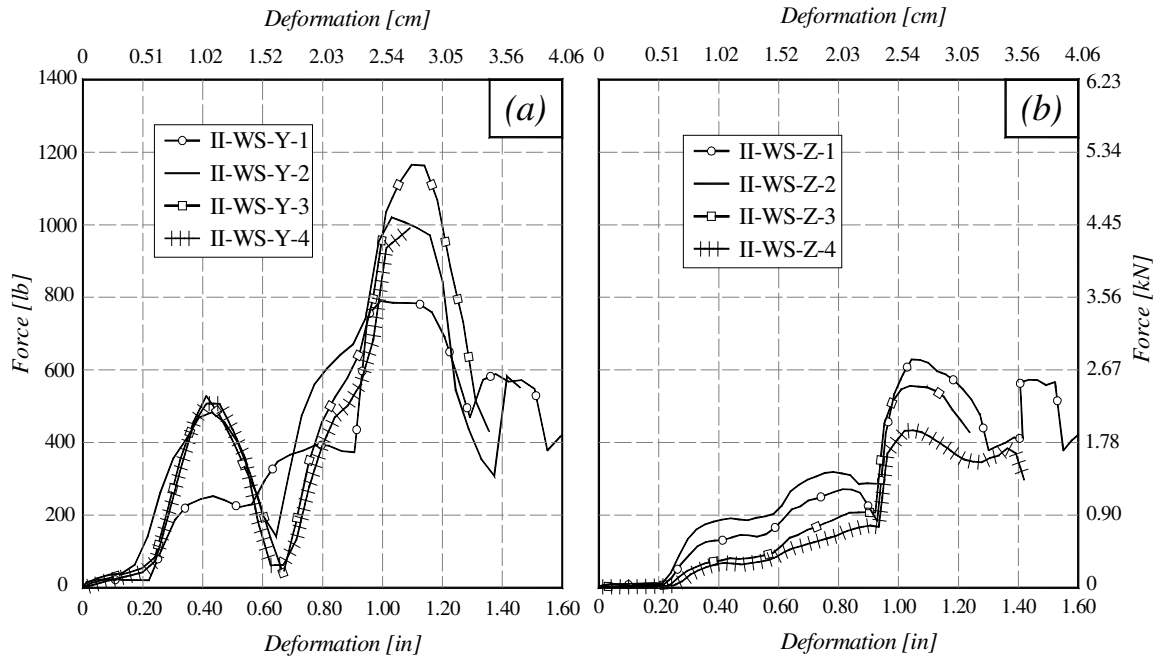 Deformation [cm]
0 0.51 1.02 1.52 2.03 2.54 3.05 3.56 4.06
1400
1200
1000
800
600
400
200
0
Force [lb]
(a)
II-WS-Y-1
II-WS-Y-2
II-WS-Y-3
II-WS-Y-4
0 0.20 0.40 0.60 0.80 1.00 1.20 1.40 1.60
Deformation [in]
Deformation [cm]
0 0.51 1.02 1.52 2.03 2.54 3.05 3.56 4.06
(b)
II-WS-Z-1
II-WS-Z-2
II-WS-Z-3
II-WS-Z-4
6.23
5.34
4.45
3.56
2.67
1.78
0.90
0
Force [kN]
0 0.20 0.40 0.60 0.80 1.00 1.20 1.40 1.60
Deformation [in]